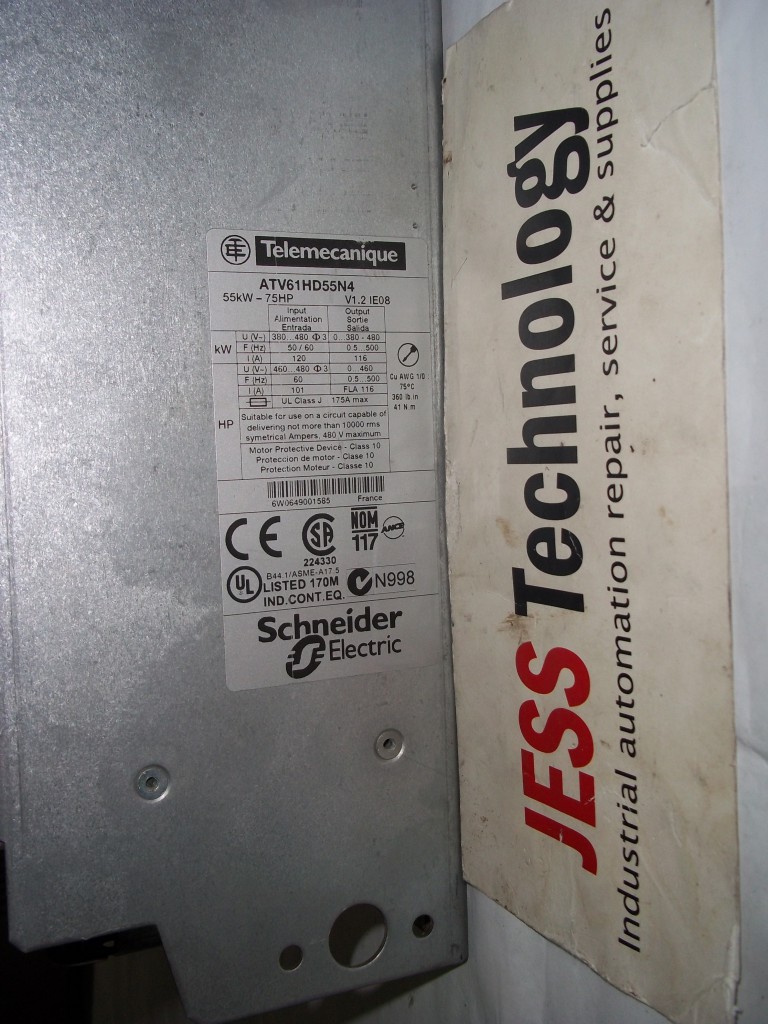 Telemecanique
ATV61HD55N4
55kW - 75HP V1.2 IE08
Input Output
Alimentation Sortie
Entrada Salida
kW
U (V~) 380...480 Φ 3 0...380 - 480
F (Hz) 50 / 60 0.5...500
I (A) 120 116
U (V~) 460...480 Φ 3 0...460
F (Hz) 60 0.5...500
I (A) 101 FLA 116
UL Class J 175A max
Cu AWG 1/0
75°C
360 lb.in
41 N.m
HP
Suitable for use on a circuit capable of
delivering not more than 10000 rms
symetrical Ampers, 480 V maximum
Motor Protective Device - Class 10
Proteccion de motor - Clase 10
Protection Moteur - Classe 10
6W0649001585 France
CE
SA
224330
NOM
117
ANCE
B44.1/ASME-A17.5
UL LISTED 170M
IND.CONT.EQ.
N998
Schneider
Electric
JESS Technology
Industrial automation repair, service & supplies